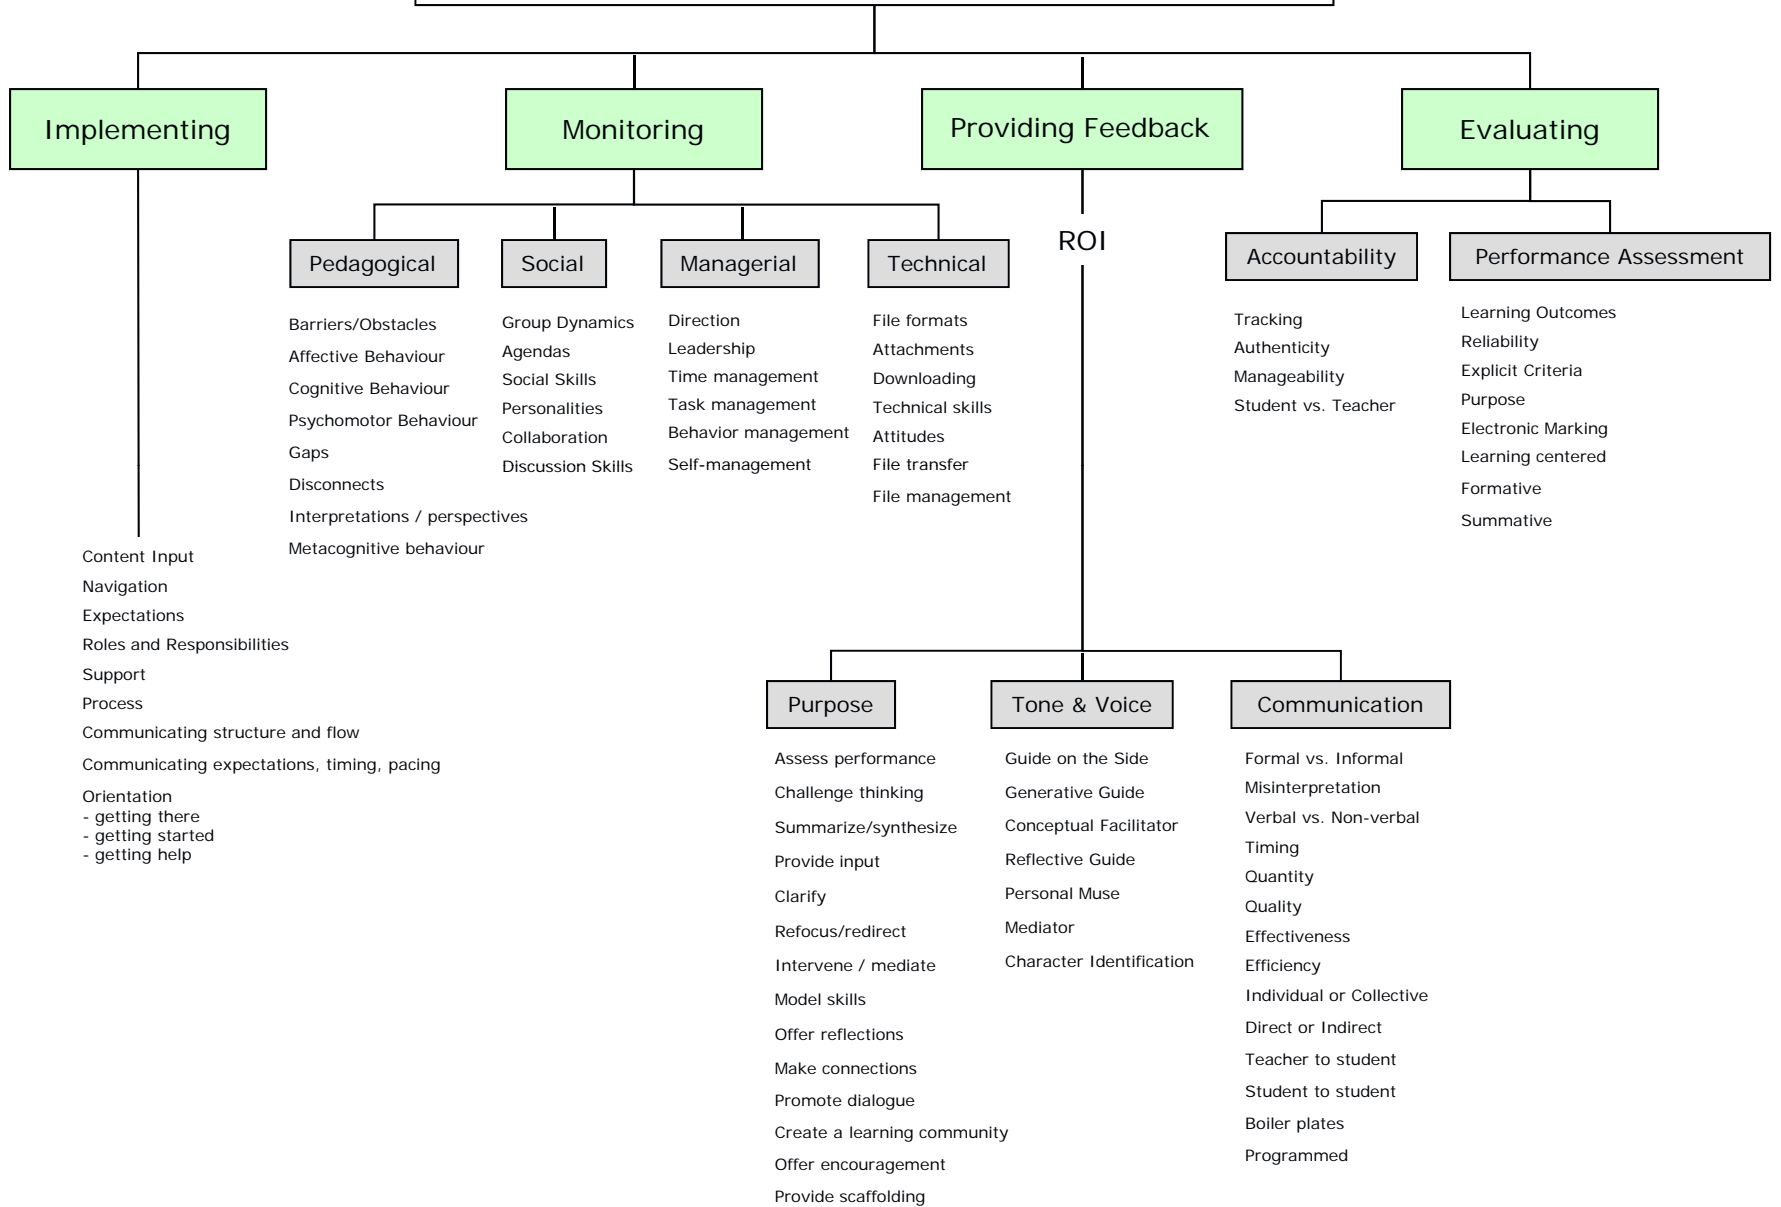 Implementing
Monitoring
Providing Feedback
Evaluating
Pedagogical
Barriers/Obstacles
Affective Behaviour
Cognitive Behaviour
Psychomotor Behaviour
Gaps
Disconnects
Interpretations / perspectives
Metacognitive behaviour
Social
Group Dynamics
Agendas
Social Skills
Personalities
Collaboration
Discussion Skills
Managerial
Direction
Leadership
Time management
Task management
Behavior management
Self-management
Technical
File formats
Attachments
Downloading
Technical skills
Attitudes
File transfer
File management
ROI
Accountability
Tracking
Authenticity
Manageability
Student vs. Teacher
Performance Assessment
Learning Outcomes
Reliability
Explicit Criteria
Purpose
Electronic Marking
Learning centered
Formative
Summative
Content Input
Navigation
Expectations
Roles and Responsibilities
Support
Process
Communicating structure and flow
Communicating expectations, timing, pacing
Orientation
- getting there
- getting started
- getting help
Purpose
Assess performance
Challenge thinking
Summarize/synthesize
Provide input
Clarify
Refocus/redirect
Intervene / mediate
Model skills
Offer reflections
Make connections
Promote dialogue
Create a learning community
Offer encouragement
Provide scaffolding
Tone & Voice
Guide on the Side
Generative Guide
Conceptual Facilitator
Reflective Guide
Personal Muse
Mediator
Character Identification
Communication
Formal vs. Informal
Misinterpretation
Verbal vs. Non-verbal
Timing
Quantity
Quality
Effectiveness
Efficiency
Individual or Collective
Direct or Indirect
Teacher to student
Student to student
Boiler plates
Programmed